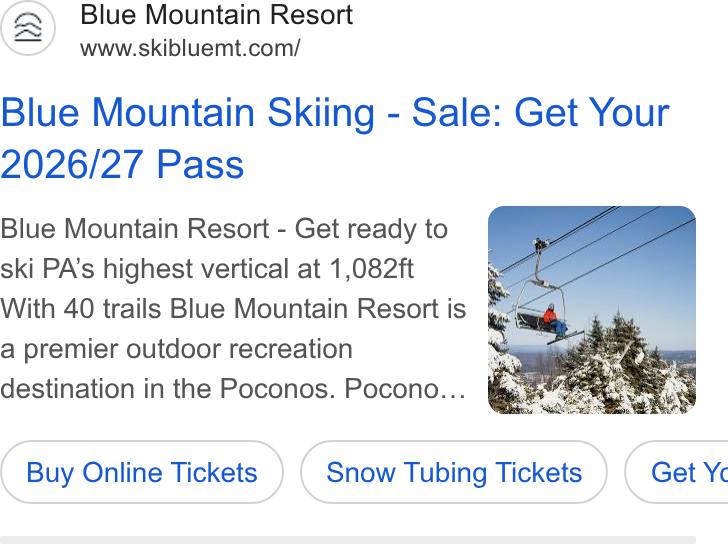 Blue Mountain Resort
www.skibluemt.com/
Blue Mountain Skiing - Sale: Get Your
2026/27 Pass
Blue Mountain Resort - Get ready to
ski PA’s highest vertical at 1,082ft
With 40 trails Blue Mountain Resort is
a premier outdoor recreation
destination in the Poconos. Pocono…
Buy Online Tickets
Snow Tubing Tickets
Get Yo